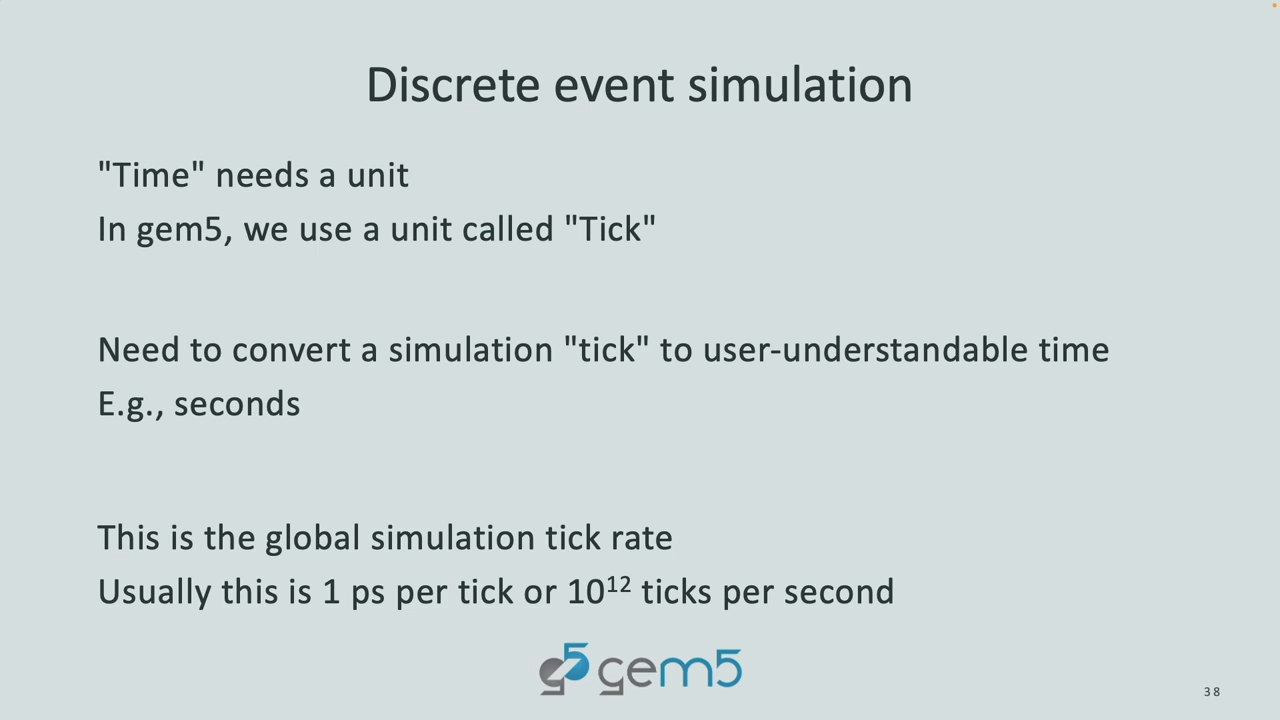 Discrete event simulation
"Time" needs a unit
In gem5, we use a unit called "Tick"
Need to convert a simulation "tick" to user-understandable time
E.g., seconds
This is the global simulation tick rate
Usually this is 1 ps per tick or 10¹² ticks per second
g5 gem5
38